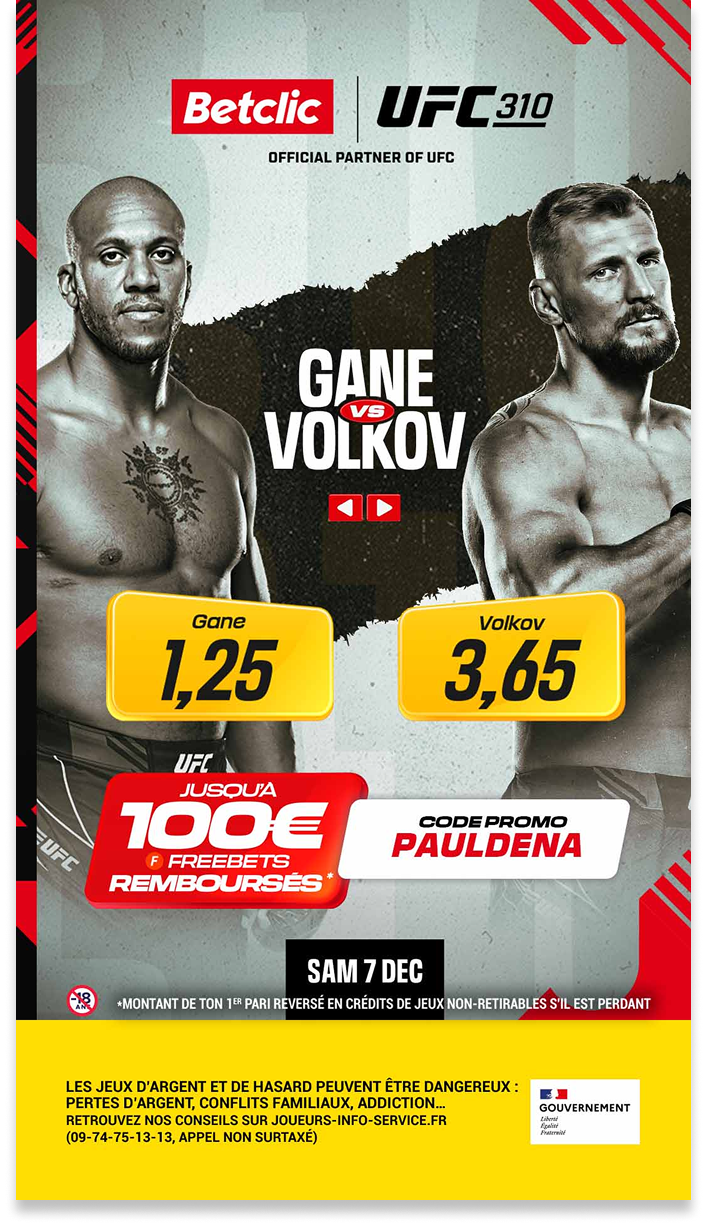 Betclic
UFC 310
OFFICIAL PARTNER OF UFC
GANE
VS
VOLKOV
Gane
1,25
Volkov
3,65
UFC
UFC
JUSQU'À
100€
F FREEBETS
REMBOURSÉS*
CODE PROMO
PAULDENA
SAM 7 DEC
-18
ANS
*MONTANT DE TON 1ER PARI REVERSÉ EN CRÉDITS DE JEUX NON-RETIRABLES S'IL EST PERDANT
LES JEUX D'ARGENT ET DE HASARD PEUVENT ÊTRE DANGEREUX :
PERTES D'ARGENT, CONFLITS FAMILIAUX, ADDICTION…
RETROUVEZ NOS CONSEILS SUR JOUEURS-INFO-SERVICE.FR
(09-74-75-13-13, APPEL NON SURTAXÉ)
GOUVERNEMENT
Liberté
Égalité
Fraternité